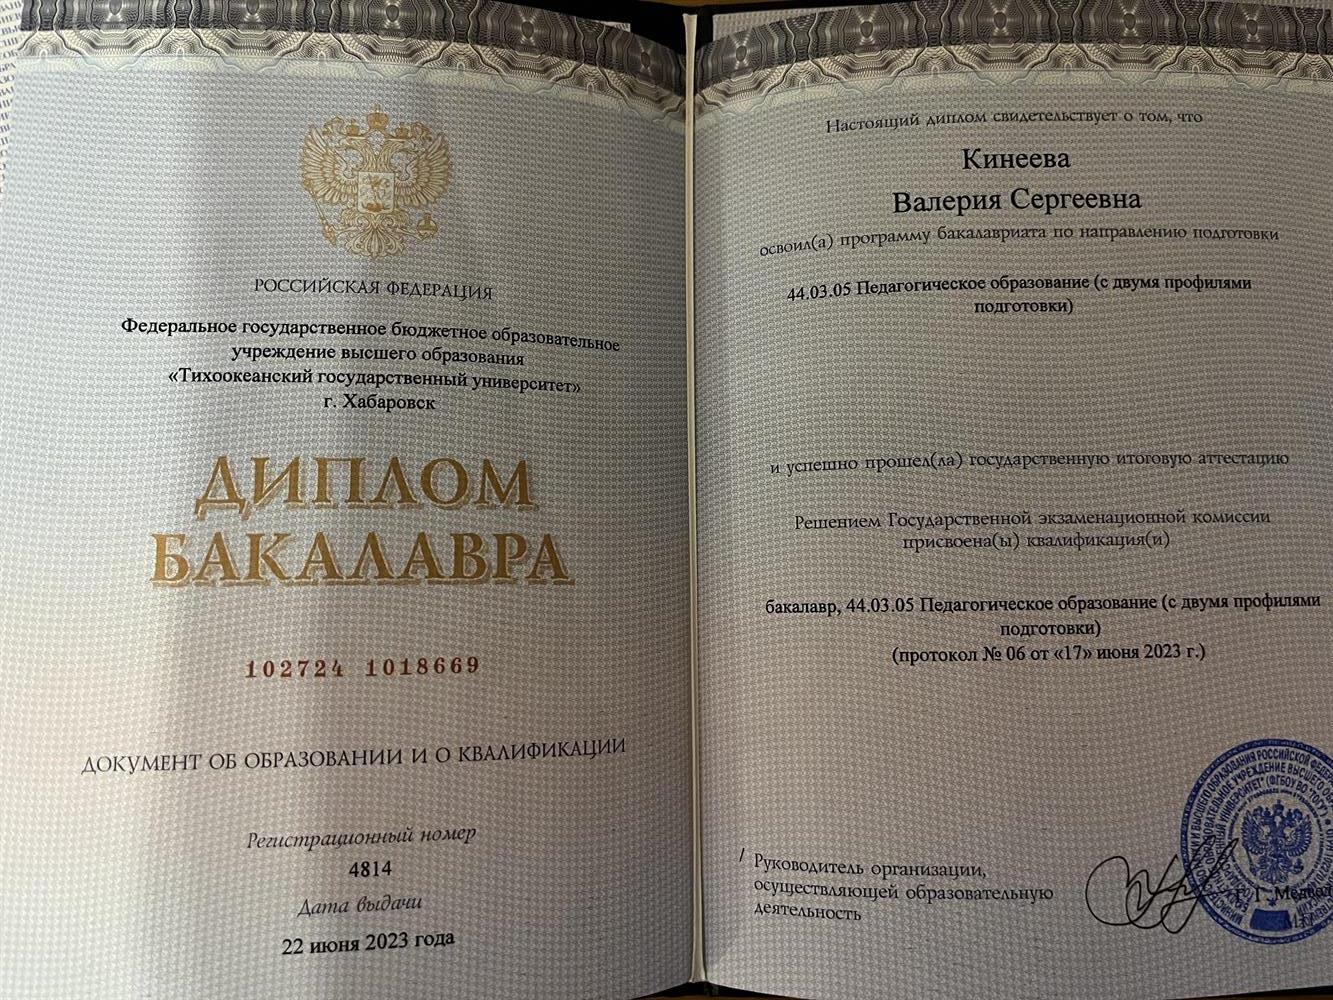 РОССИЙСКАЯ ФЕДЕРАЦИЯ
Федеральное государственное бюджетное образовательное
учреждение высшего образования
«Тихоокеанский государственный университет»
г. Хабаровск
ДИПЛОМ
БАКАЛАВРА
102724 1018669
ДОКУМЕНТ ОБ ОБРАЗОВАНИИ И О КВАЛИФИКАЦИИ
Регистрационный номер
4814
Дата выдачи
22 июня 2023 года
Настоящий диплом свидетельствует о том, что
Кинеева
Валерия Сергеевна
освоил(а) программу бакалавриата по направлению подготовки
44.03.05 Педагогическое образование (с двумя профилями
подготовки)
и успешно прошел(ла) государственную итоговую аттестацию
Решением Государственной экзаменационной комиссии
присвоена(ы) квалификация(и)
бакалавр, 44.03.05 Педагогическое образование (с двумя профилями
подготовки)
(протокол № 06 от «17» июня 2023 г.)
/ Руководитель организации,
осуществляющей образовательную
деятельность